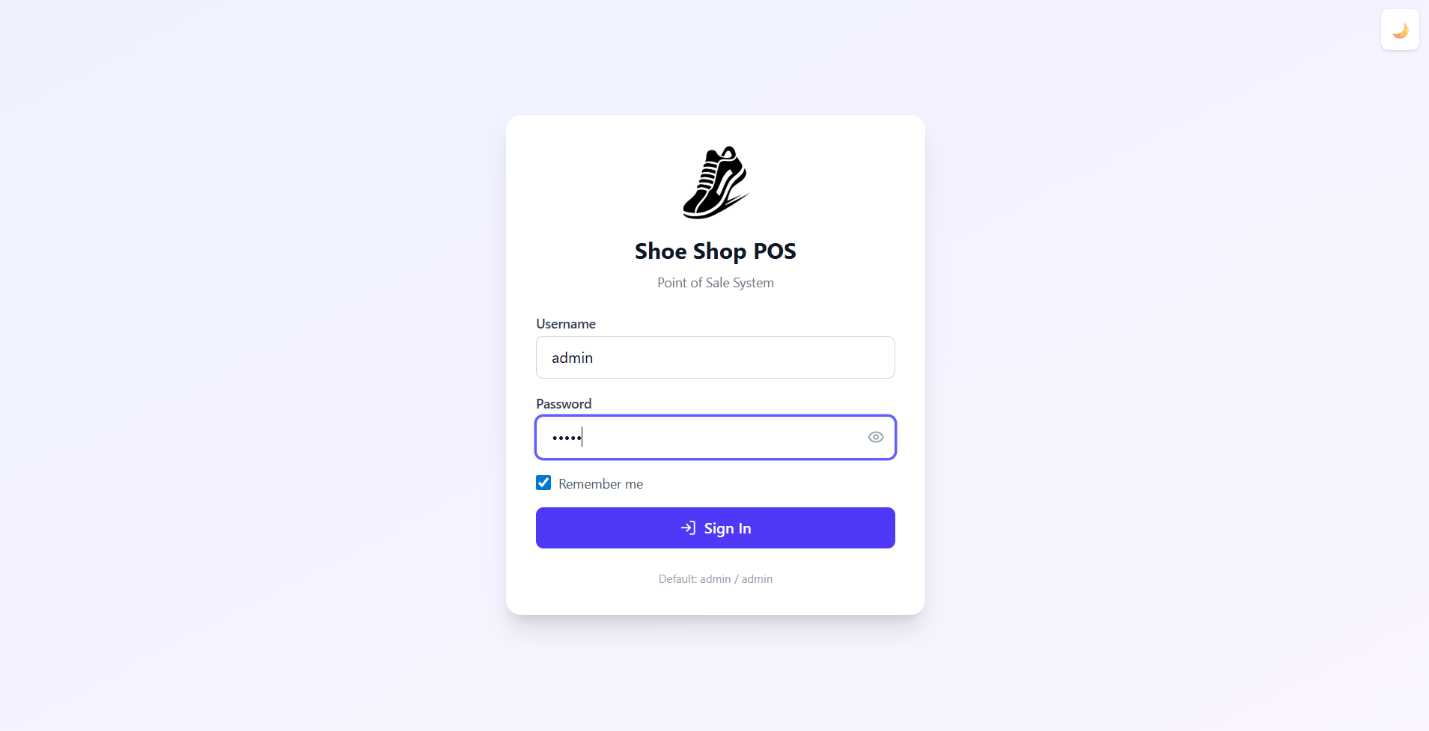 Shoe Shop POS
Point of Sale System
Username
admin
Password
•••••
Remember me
Sign In
Default: admin / admin